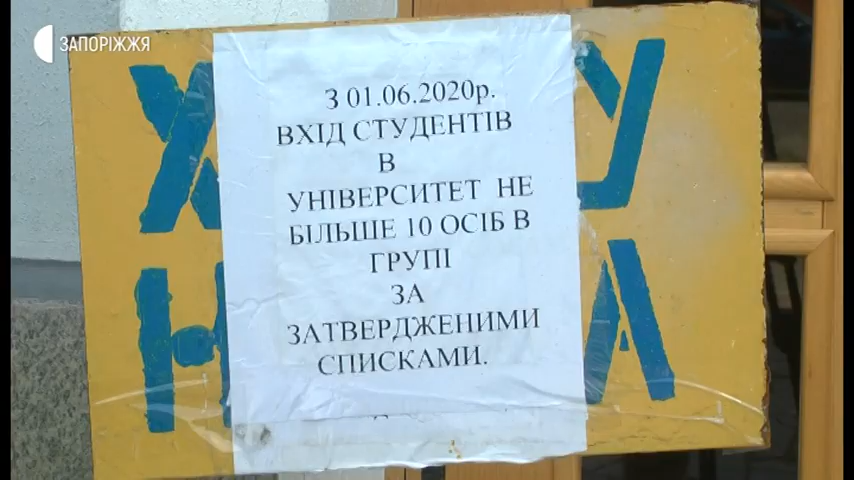 ЗАПОРІЖЖЯ
З 01.06.2020р.
ВХІД СТУДЕНТІВ
В
УНІВЕРСИТЕТ НЕ
БІЛЬШЕ 10 ОСІБ В
ГРУПІ
ЗА
ЗАТВЕРДЖЕНИМИ
СПИСКАМИ.